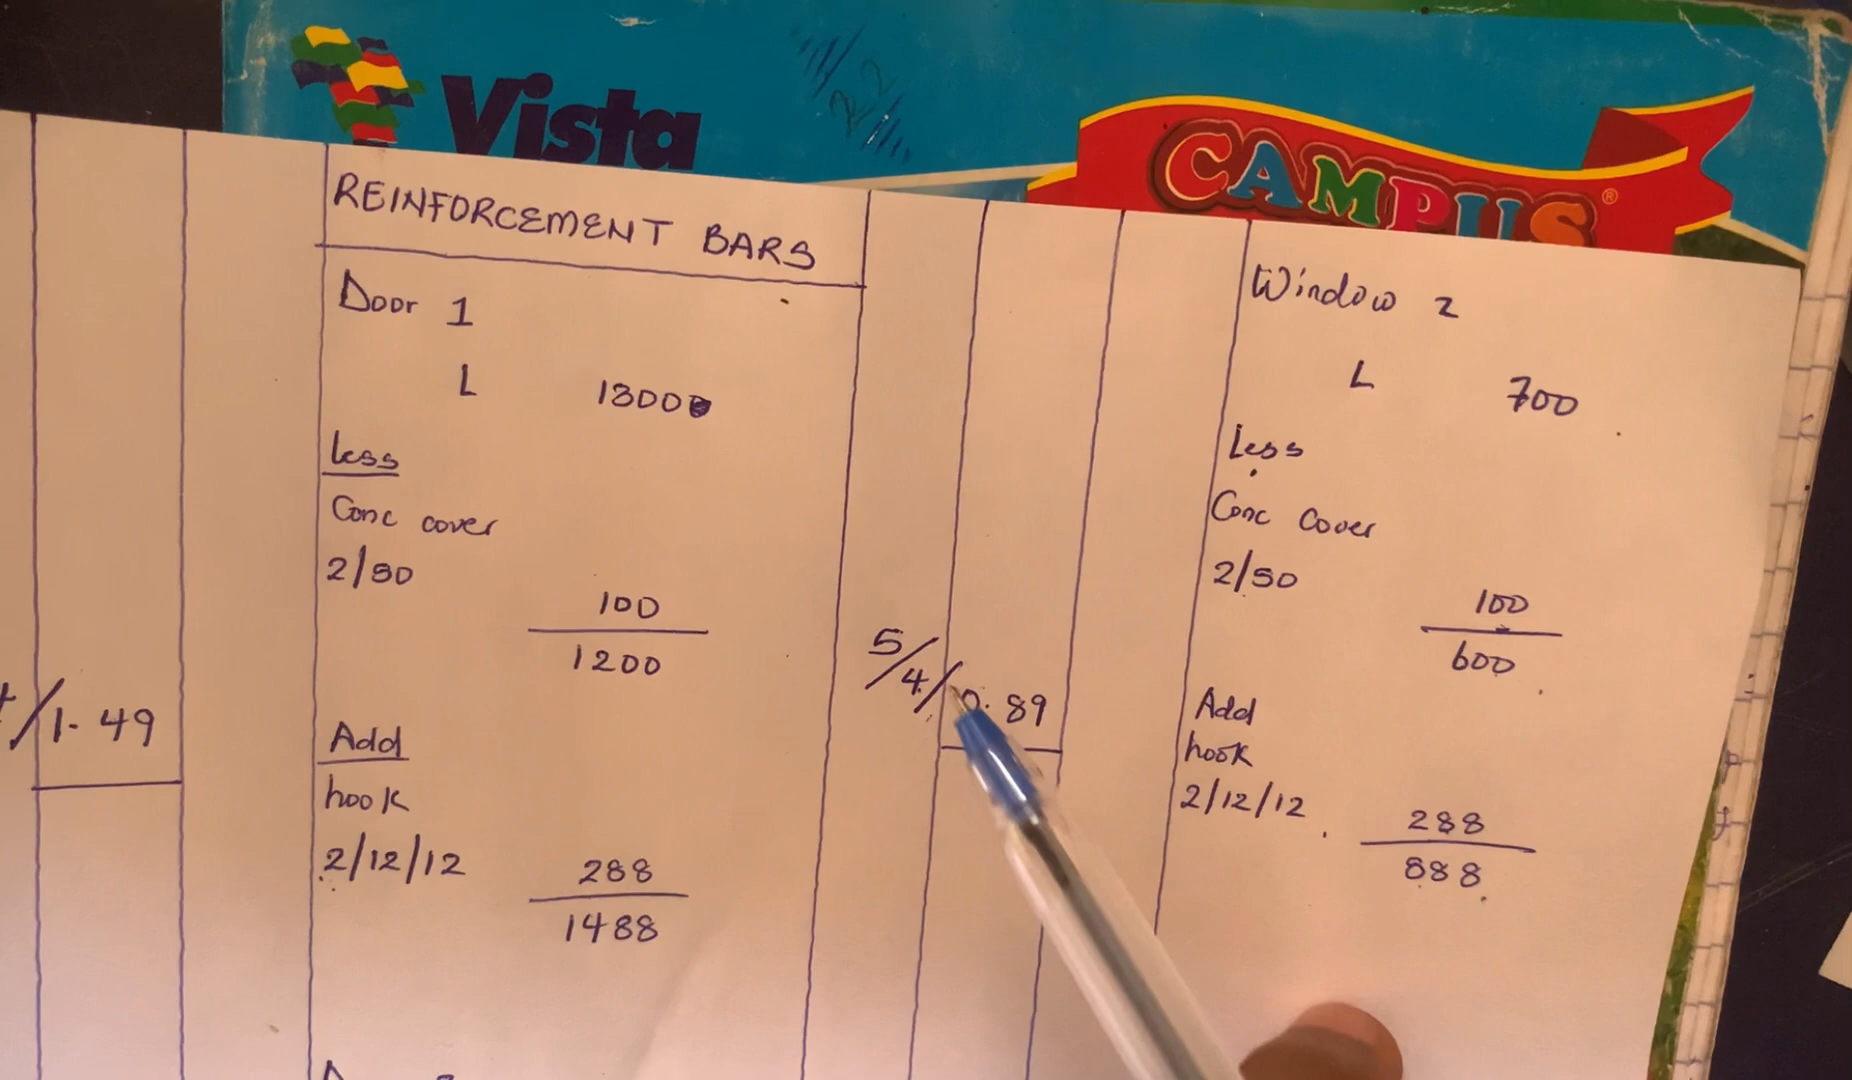 Vista
CAMPUS®
REINFORCEMENT BARS
Door 1
L 1300
less
Conc cover
2/50
100
1200
/1.49
Add
hook
2/12/12
288
1488
Window 2
L 700
Less
Conc Cover
2/50
100
600
5/4/0.89
Add
hook
2/12/12
288
888